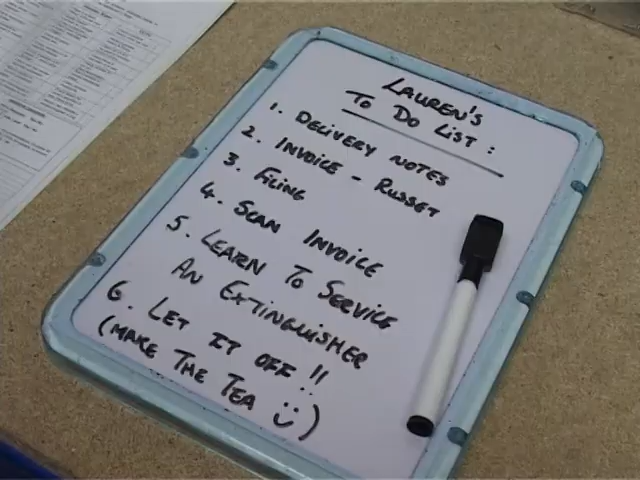 LAUREN'S
TO DO LIST:
1. DELIVERY NOTES
2. INVOICE - RUSSET
3. FILING
4. SCAN INVOICE
5. LEARN TO SERVICE
AN EXTINGUISHER
6. LET IT OFF!!
(MAKE THE TEA :))